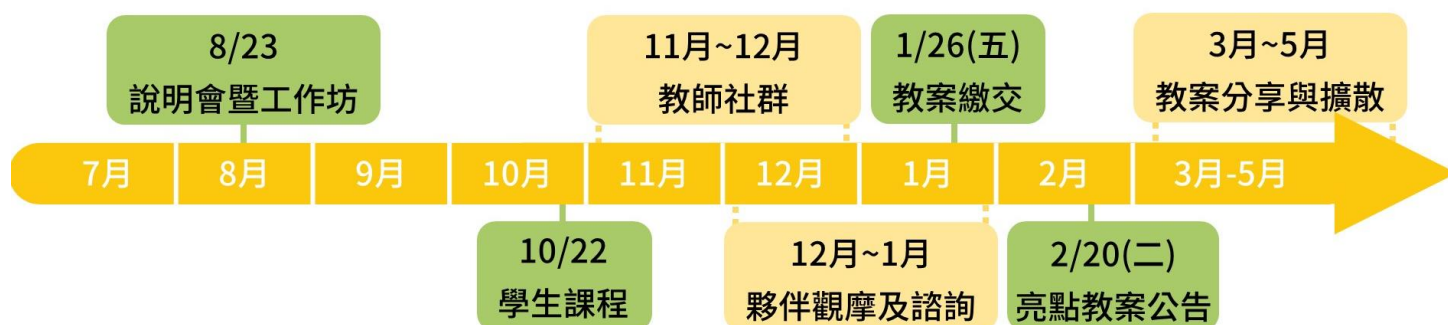 8/23
說明會暨工作坊
11月~12月
教師社群
1/26(五)
教案繳交
3月~5月
教案分享與擴散
7月
8月
9月
10月
11月
12月
1月
2月
3月-5月
10/22
學生課程
12月~1月
夥伴觀摩及諮詢
2/20(二)
亮點教案公告